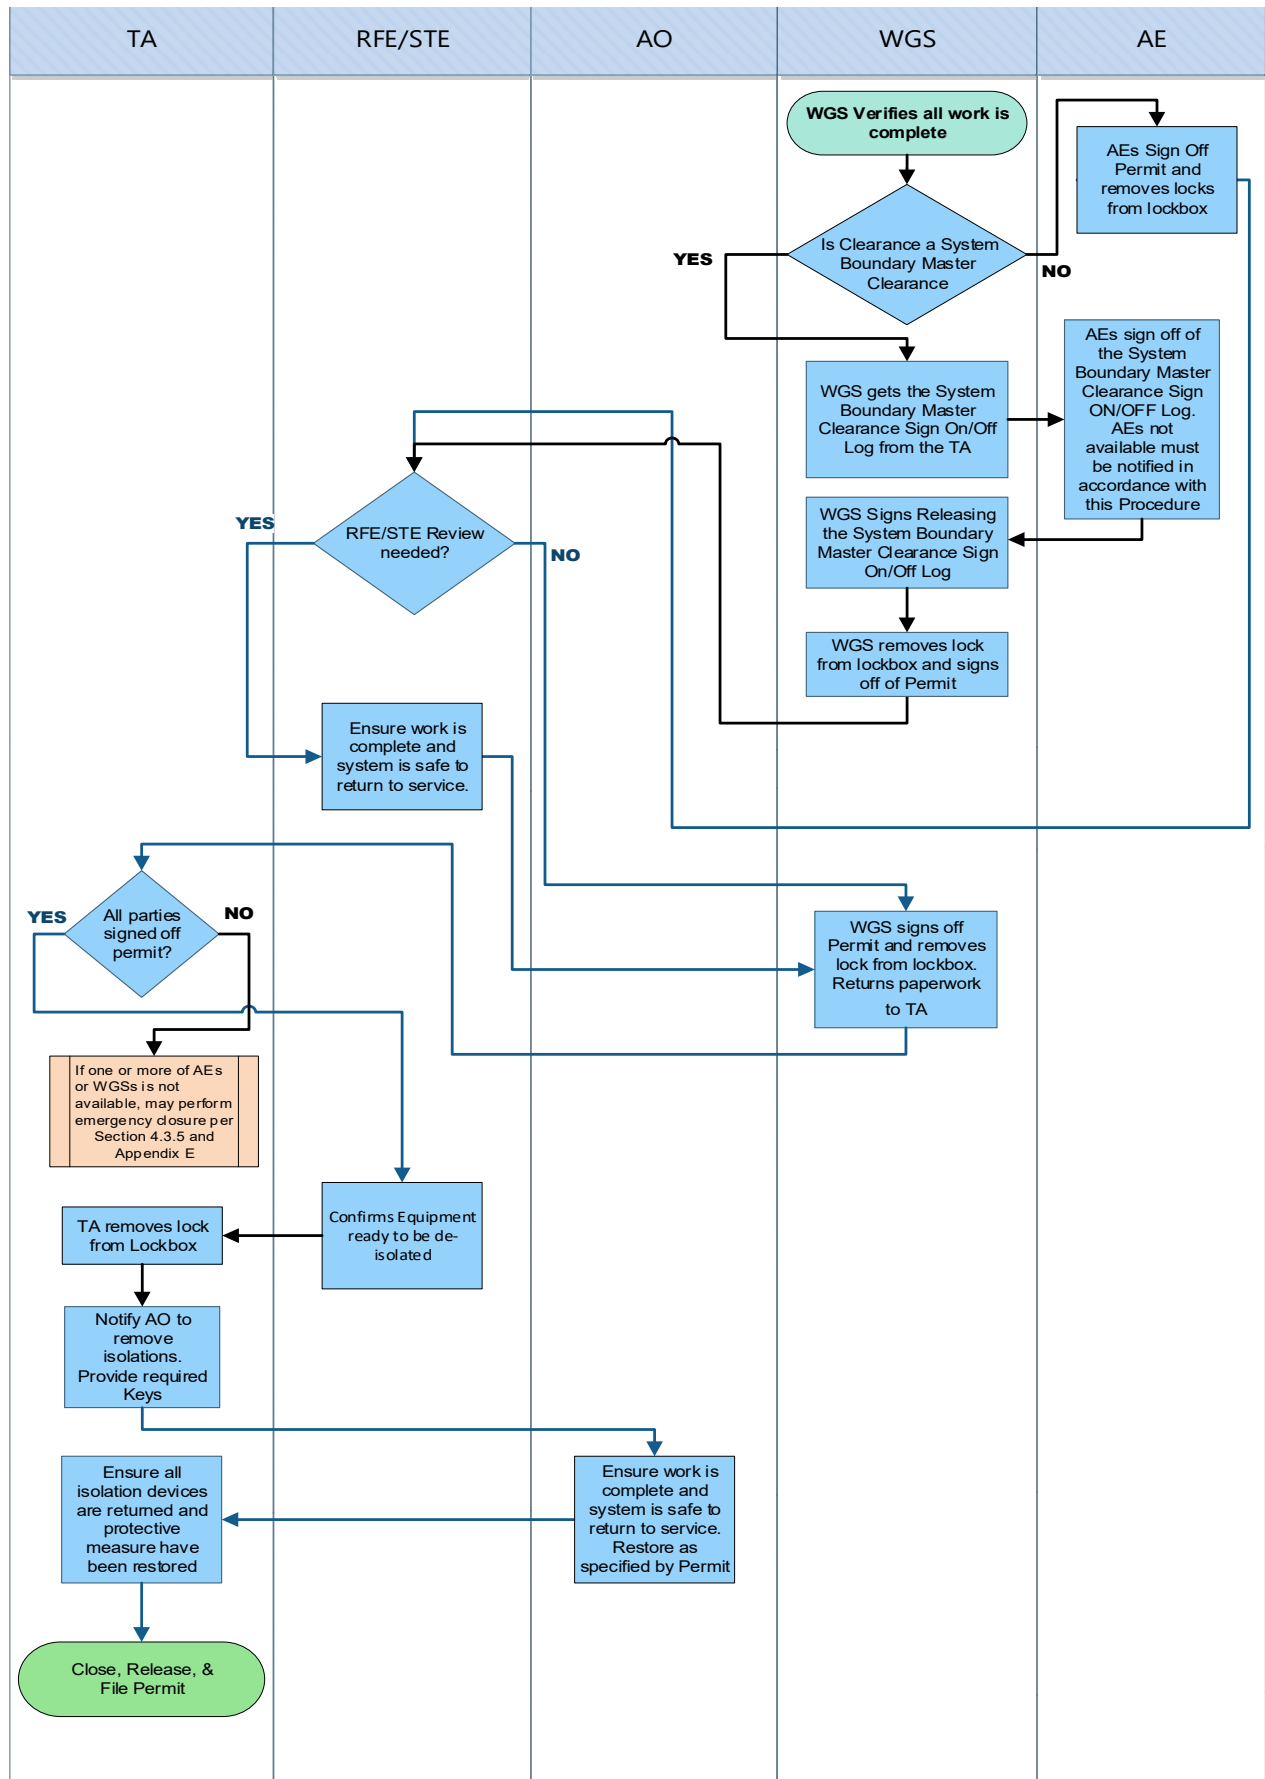 TA
RFE/STE
AO
WGS
AE
WGS Verifies all work is
complete
AEs Sign Off
Permit and
removes locks
from lockbox
Is Clearance a System
Boundary Master
Clearance
YES
NO
AEs sign off of
the System
Boundary Master
Clearance Sign
ON/OFF Log.
AEs not
available must
be notified in
accordance with
this Procedure
WGS gets the System
Boundary Master
Clearance Sign On/Off
Log from the TA
WGS Signs Releasing
the System Boundary
Master Clearance Sign
On/Off Log
YES
RFE/STE Review
needed?
NO
WGS removes lock
from lockbox and signs
off of Permit
Ensure work is
complete and
system is safe to
return to service.
YES
All parties
signed off
permit?
NO
WGS signs off
Permit and removes
lock from lockbox.
Returns paperwork
to TA
If one or more of AEs
or WGSs is not
available, may perform
emergency closure per
Section 4.3.5 and
Appendix E
Confirms Equipment
ready to be de-
isolated
TA removes lock
from Lockbox
Notify AO to
remove
isolations.
Provide required
Keys
Ensure all
isolation devices
are returned and
protective
measure have
been restored
Ensure work is
complete and
system is safe to
return to service.
Restore as
specified by Permit
Close, Release, &
File Permit